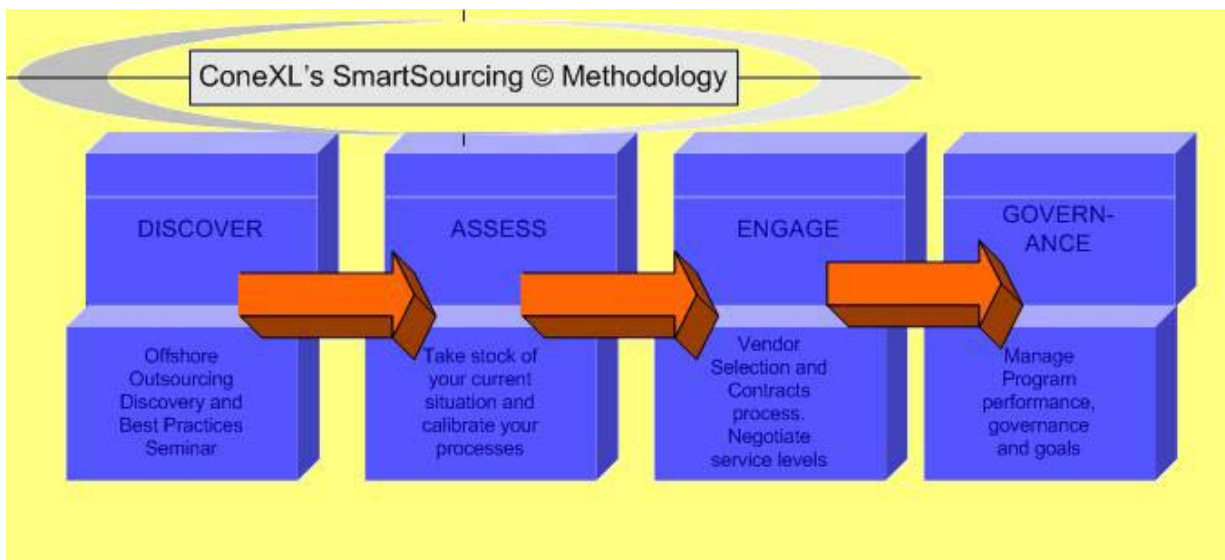 ConeXL's SmartSourcing © Methodology
DISCOVER
Offshore
Outsourcing
Discovery and
Best Practices
Seminar
ASSESS
Take stock of
your current
situation and
calibrate your
processes
ENGAGE
Vendor
Selection and
Contracts
process.
Negotiate
service levels
GOVERN-
ANCE
Manage
Program
performance,
governance
and goals